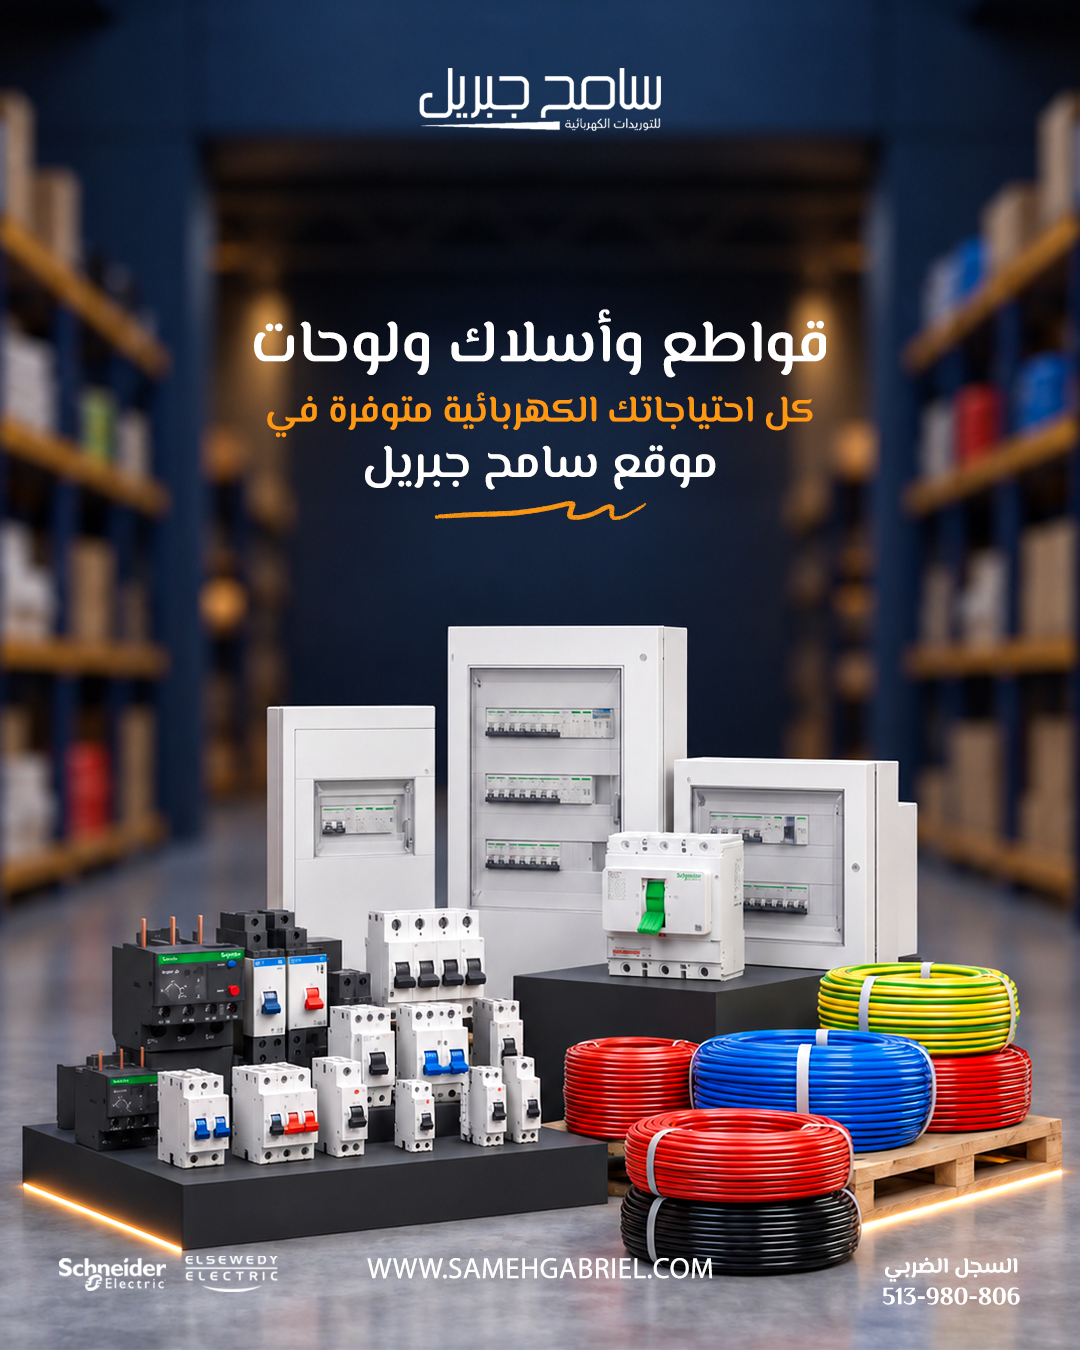 سامح جبريل
للتوريدات الكهربائية
قواطع وأسلاك ولوحات
كل احتياجاتك الكهربائية متوفرة في
موقع سامح جبريل
Schneider
Schneider Electric
ELSEWEDY ELECTRIC
WWW.SAMEHGABRIEL.COM
السجل الضربي
513-980-806